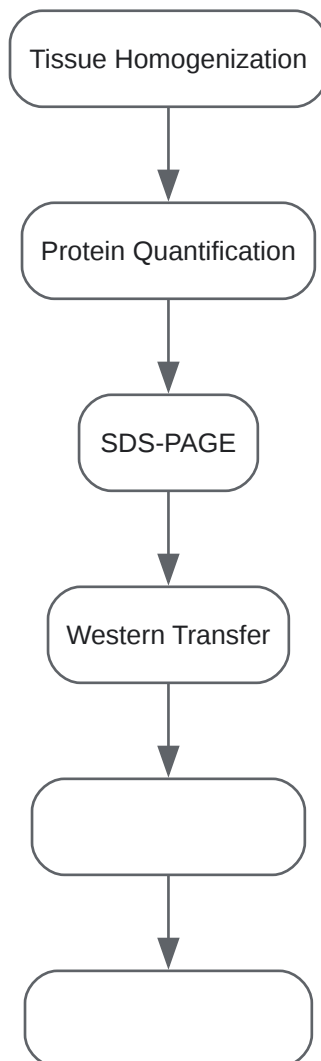 Tissue Homogenization
Protein Quantification
SDS-PAGE
Western Transfer